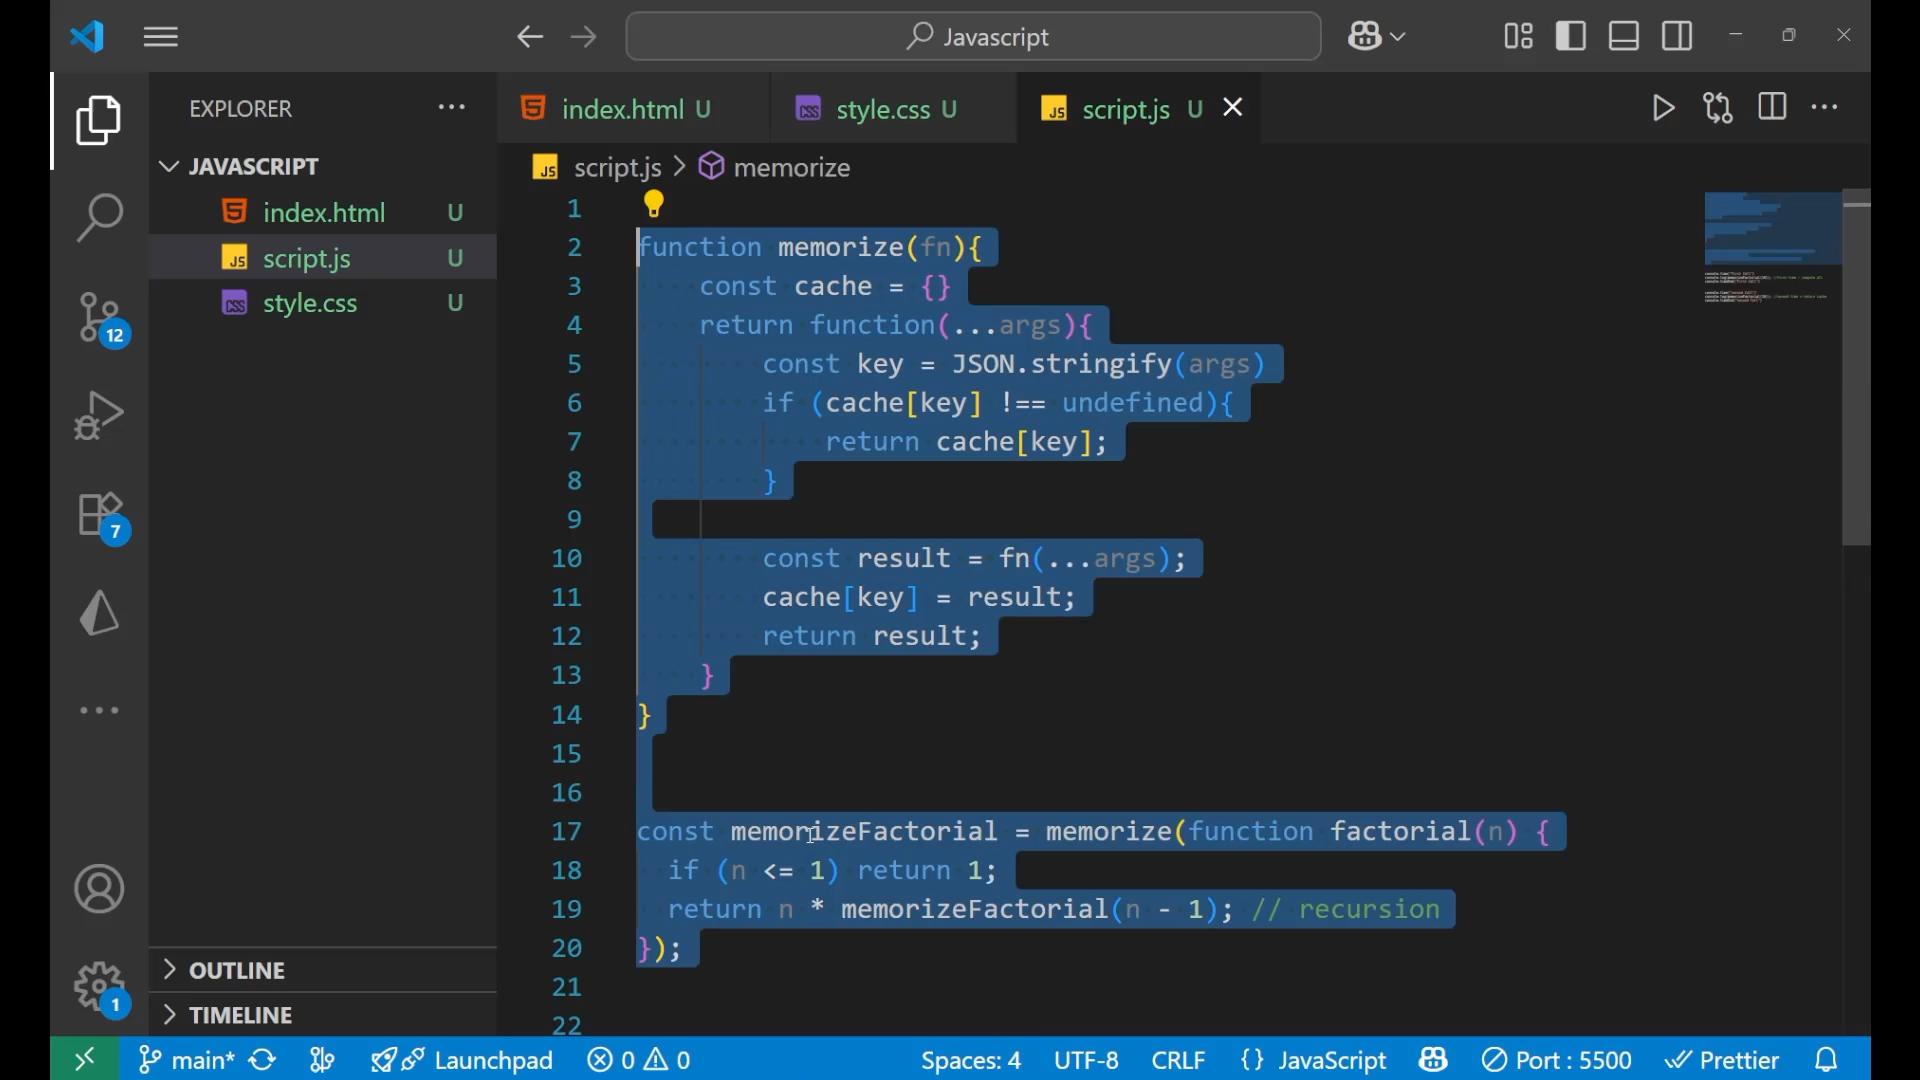 Javascript
EXPLORER
index.html U
style.css U
script.js U
JAVASCRIPT
index.html U
script.js U
style.css U
script.js > memorize
1
2 function memorize(fn){
3 const cache = {}
4 return function(...args){
5 const key = JSON.stringify(args)
6 if (cache[key] !== undefined){
7 return cache[key];
8 }
9
10 const result = fn(...args);
11 cache[key] = result;
12 return result;
13 }
14 }
15
16
17 const memorizeFactorial = memorize(function factorial(n) {
18 if (n <= 1) return 1;
19 return n * memorizeFactorial(n - 1); // recursion
20 });
21
22
12
7
1
OUTLINE
TIMELINE
main* Launchpad 0 0 Spaces: 4 UTF-8 CRLF {} JavaScript Port : 5500 Prettier